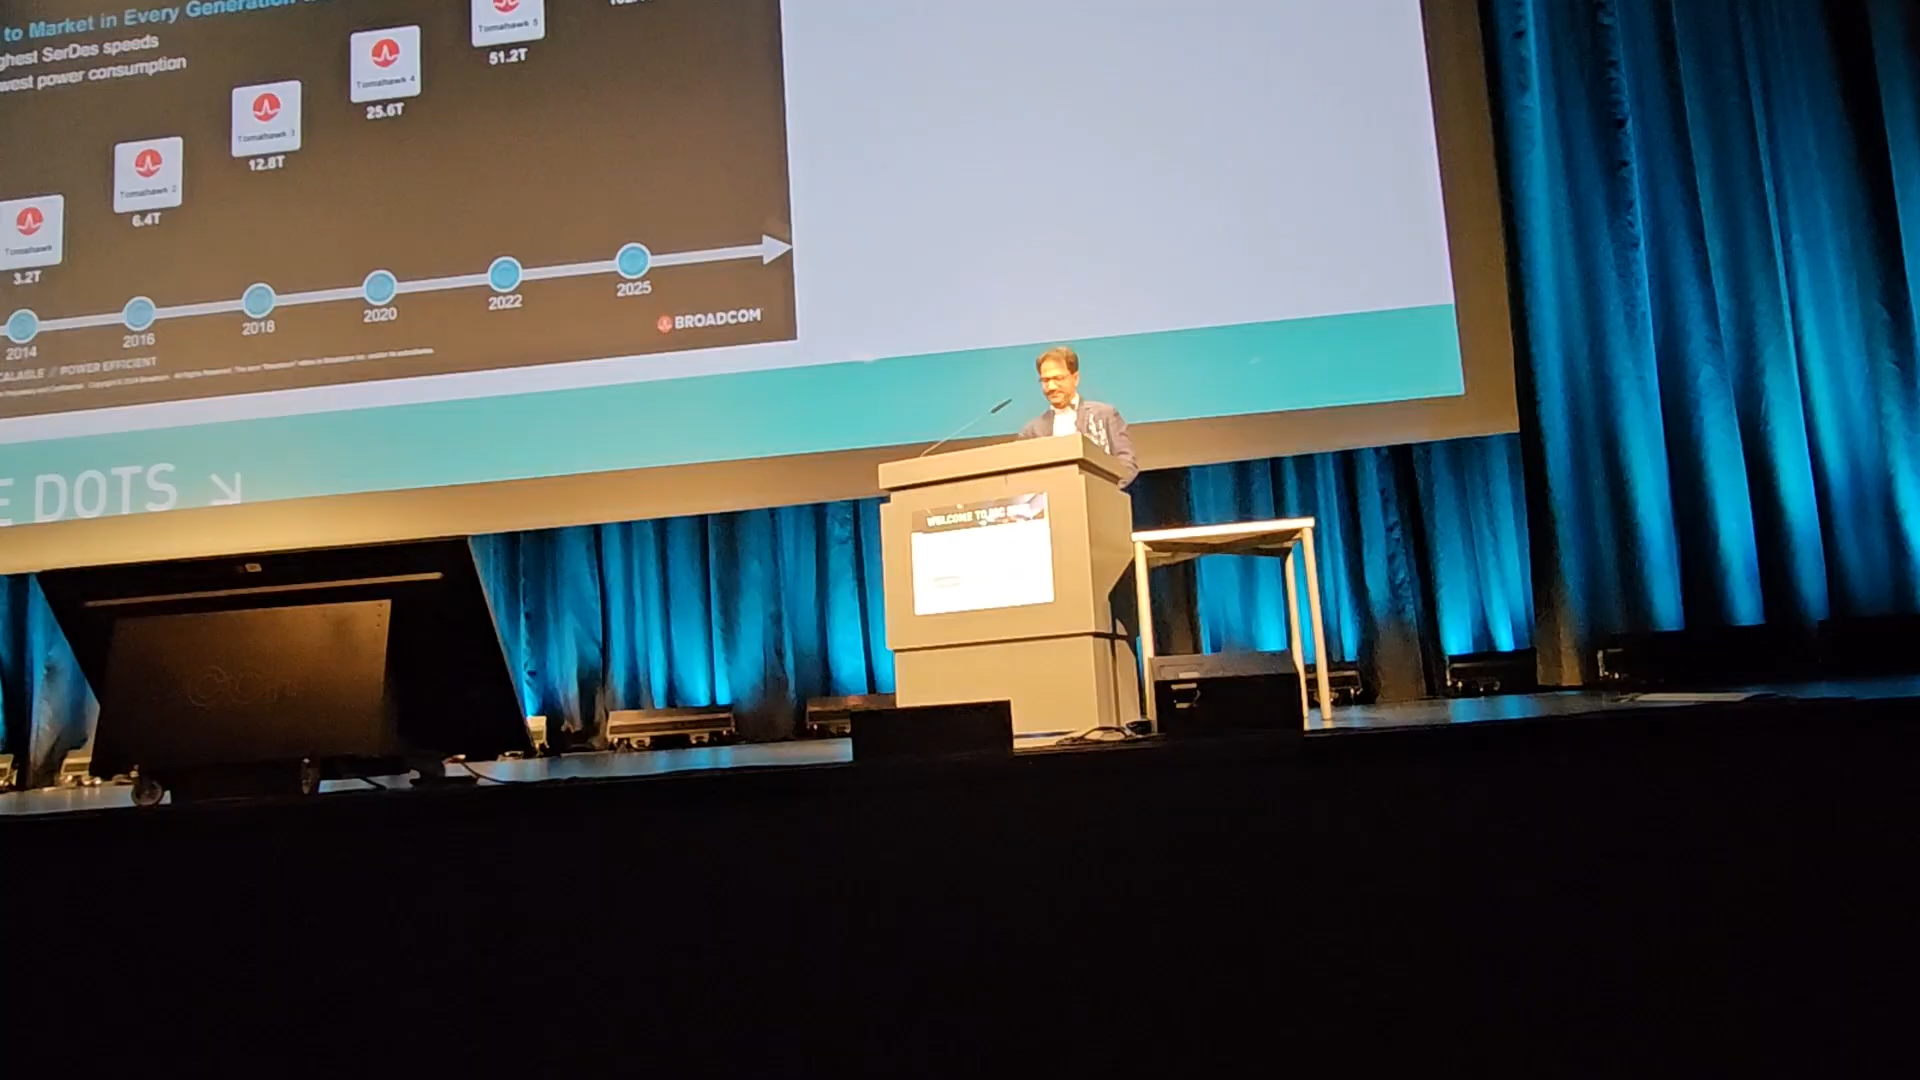 to Market in Every Generation
ghest SerDes speeds
west power consumption
Tomahawk 5
51.2T
Tomahawk 4
25.6T
Tomahawk 3
12.8T
Tomahawk 2
6.4T
Tomahawk
3.2T
2014
2016
2018
2020
2022
2025
CALABLE // POWER EFFICIENT
BROADCOM
E DOTS ↘
WELCOME TO